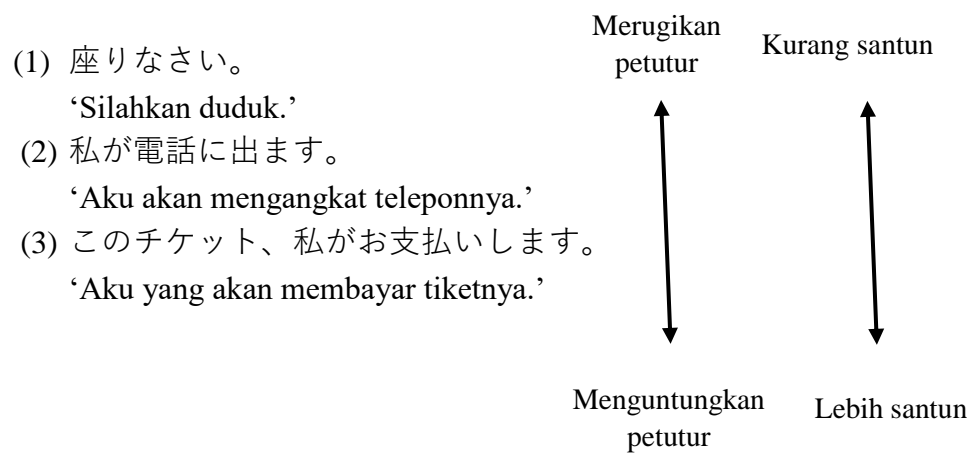 (1) 座りなさい。
‘Silahkan duduk.’
(2) 私が電話に出ます。
‘Aku akan mengangkat teleponnya.’
(3) このチケット、私がお支払いします。
‘Aku yang akan membayar tiketnya.’
Merugikan
petutur
Kurang santun
Menguntungkan
petutur
Lebih santun